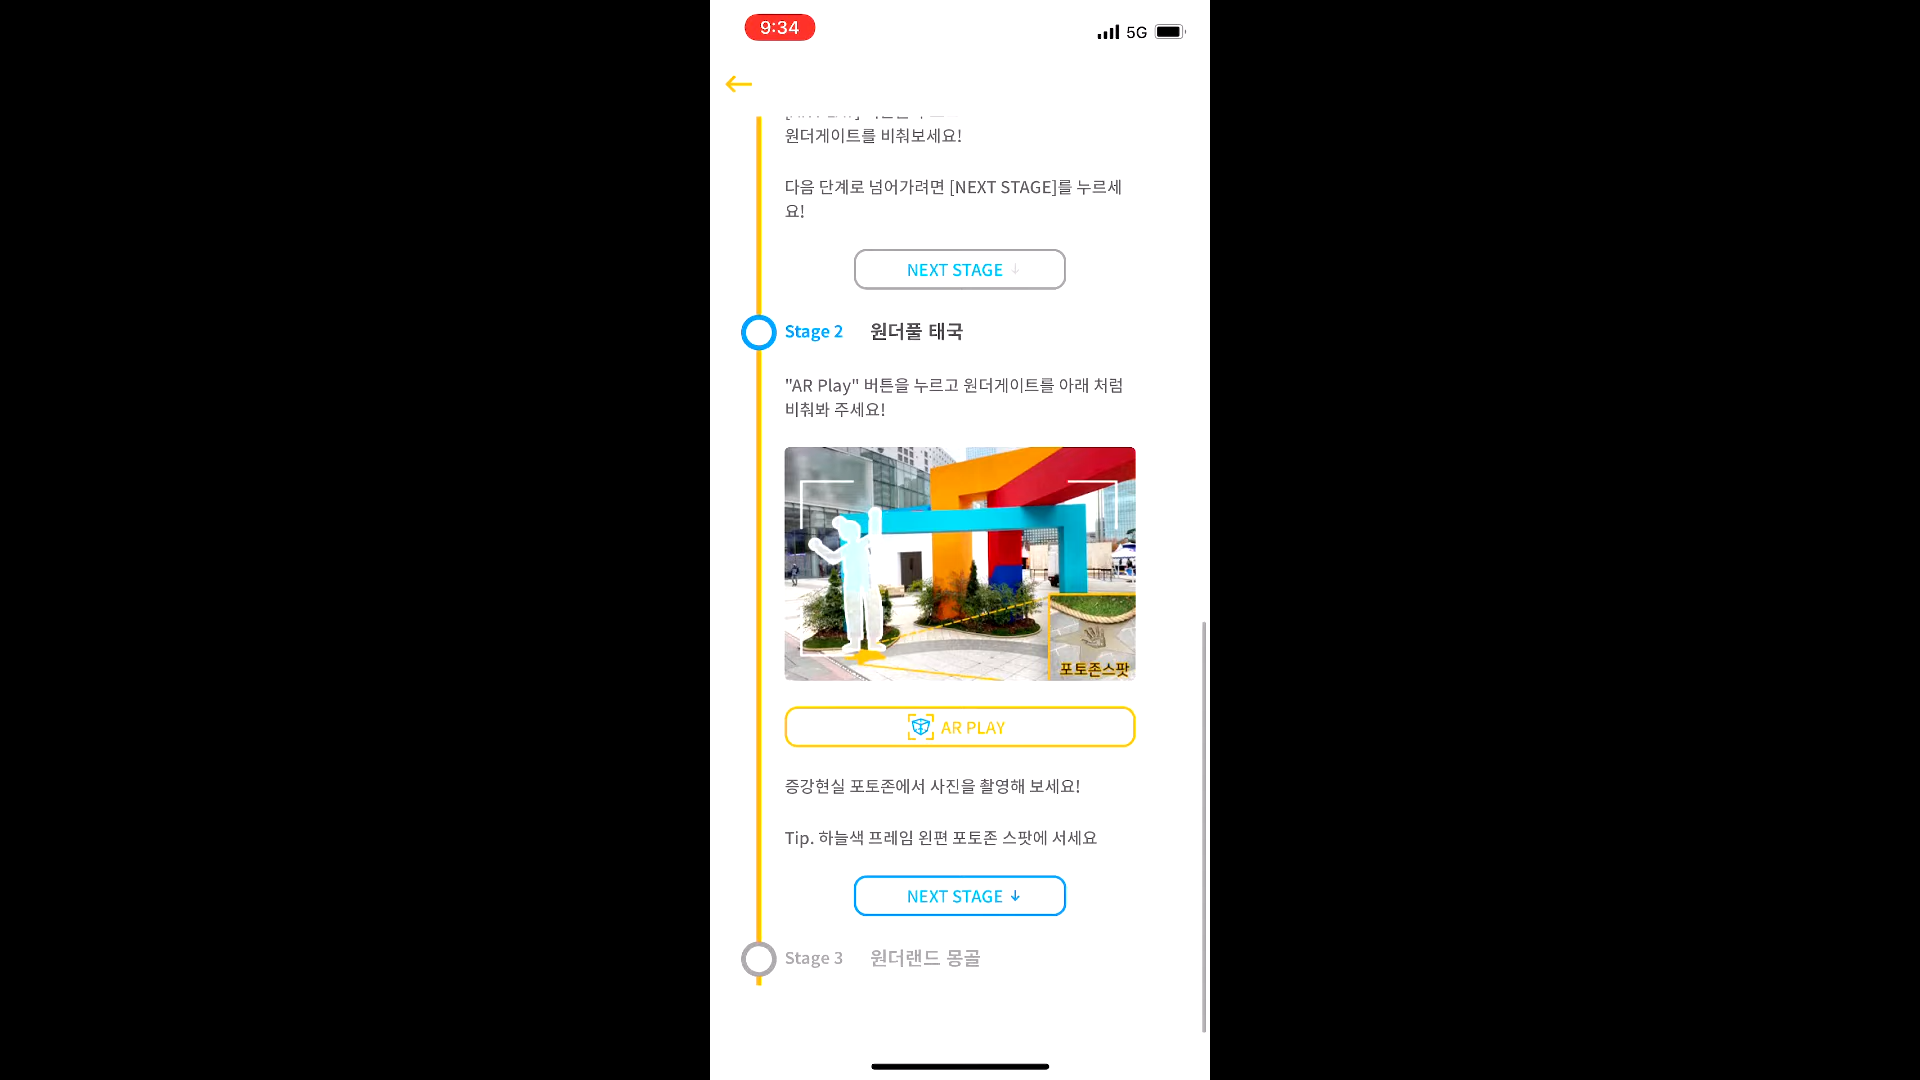 9:34
5G
원더게이트를 비춰보세요!
다음 단계로 넘어가려면 [NEXT STAGE]를 누르세
요!
NEXT STAGE ↓
Stage 2 원더풀 태국
"AR Play" 버튼을 누르고 원더게이트를 아래 처럼
비춰봐 주세요!
포토존스팟
AR PLAY
증강현실 포토존에서 사진을 촬영해 보세요!
Tip. 하늘색 프레임 왼편 포토존 스팟에 서세요
NEXT STAGE ↓
Stage 3 원더랜드 몽골